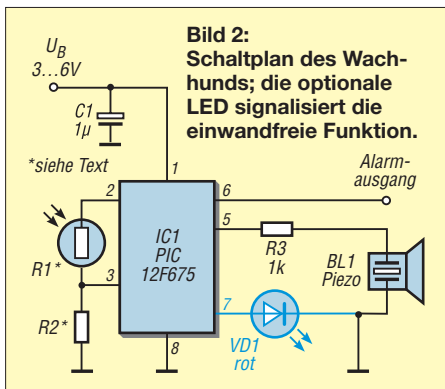 Bild 2:
Schaltplan des Wach-
hunds; die optionale
LED signalisiert die
einwandfreie Funktion.
U_B
3...6V
C1
1µ
*siehe Text
1
2
6
Alarm-
ausgang
5
IC1
PIC
12F675
R3
1k
BL1
Piezo
R1*
3
7
R2*
8
VD1
rot